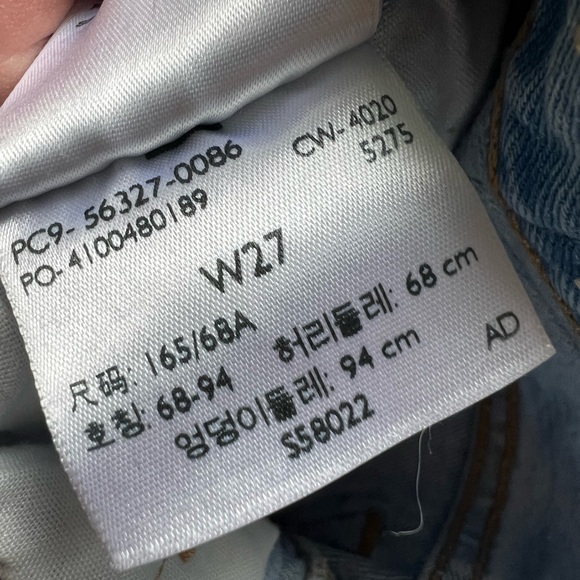 PC9- 56327-0086 CW-4020
PO- 4100480189 5275
W27
尺码: 165/68A 허리둘레: 68 cm
호칭: 68-94 엉덩이둘레: 94 cm AD
S58022